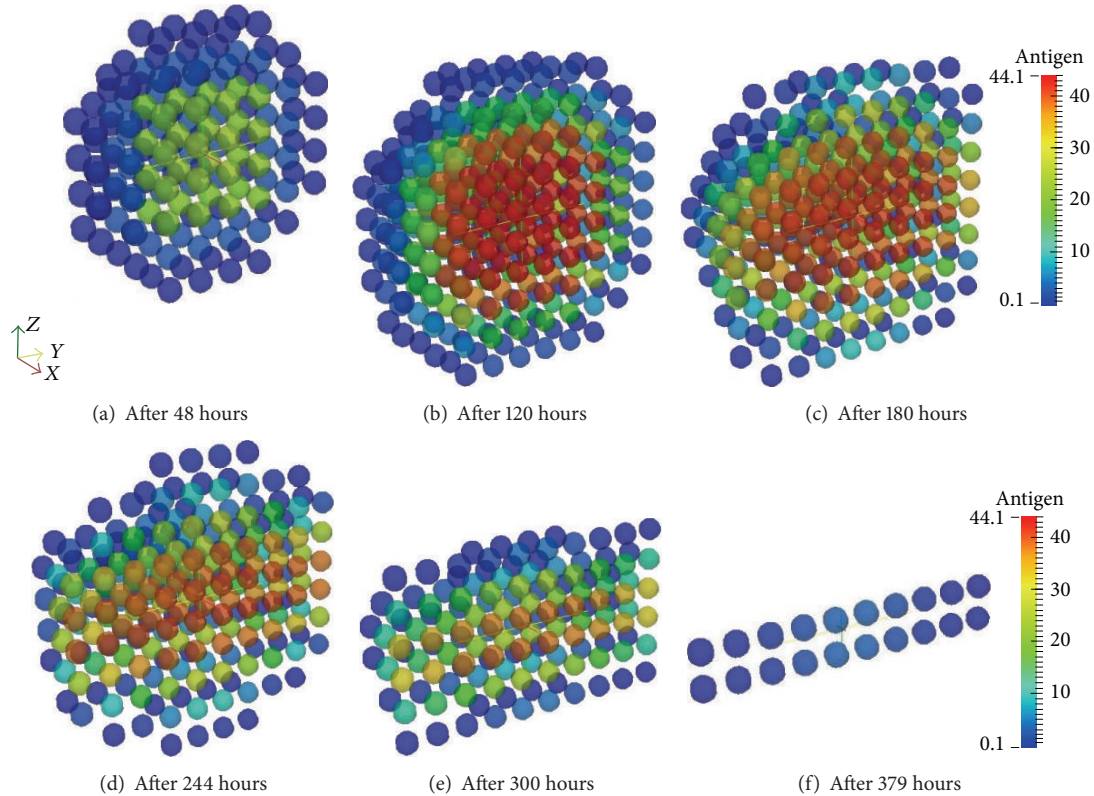 Antigen
44.1
40
30
20
10
0.1
Z
Y
X
(a) After 48 hours
(b) After 120 hours
(c) After 180 hours
Antigen
44.1
40
30
20
10
0.1
(d) After 244 hours
(e) After 300 hours
(f) After 379 hours